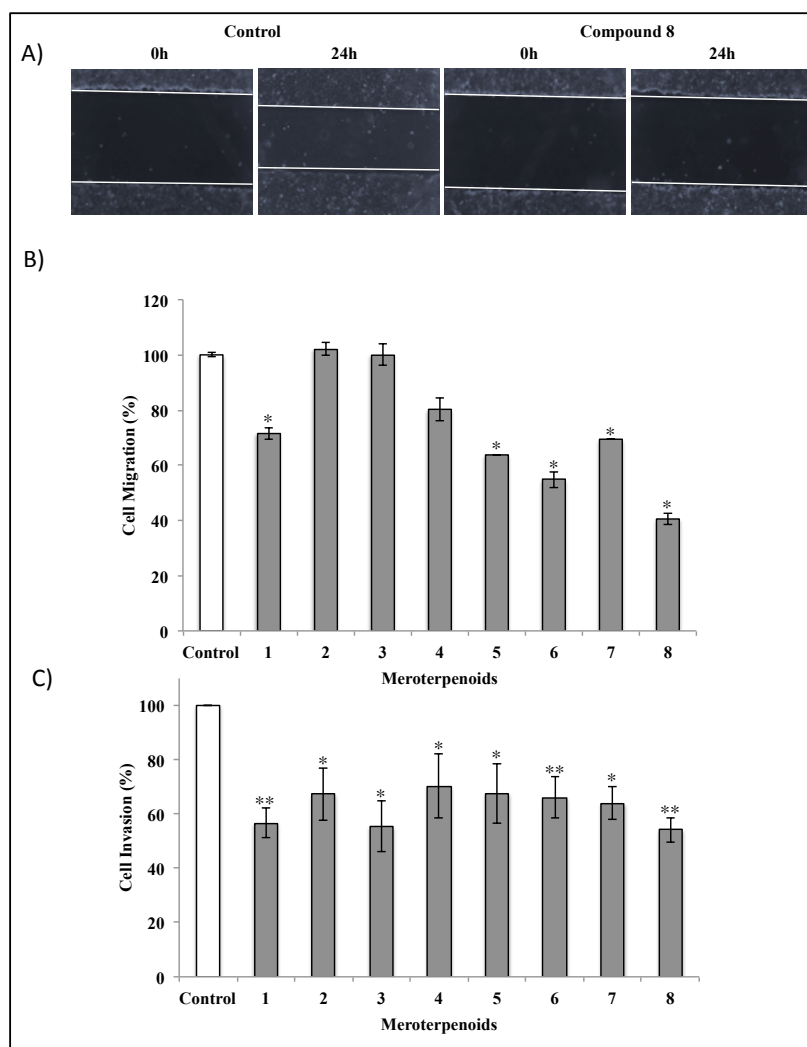 Control Compound 8
A) 0h 24h 0h 24h
B)
120
100
80
60
40
20
0
Cell Migration (%)
* * * * *
Control 1 2 3 4 5 6 7 8
Meroterpenoids
C)
100
80
60
40
20
0
Cell Invasion (%)
** * * * * ** * **
Control 1 2 3 4 5 6 7 8
Meroterpenoids